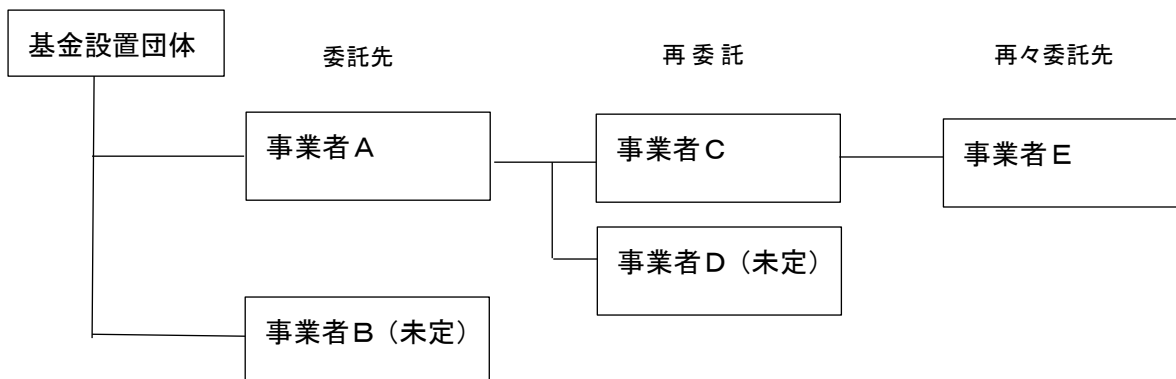 基金設置団体
委託先
再委託
再々委託先
事業者A
事業者C
事業者E
事業者D（未定）
事業者B（未定）